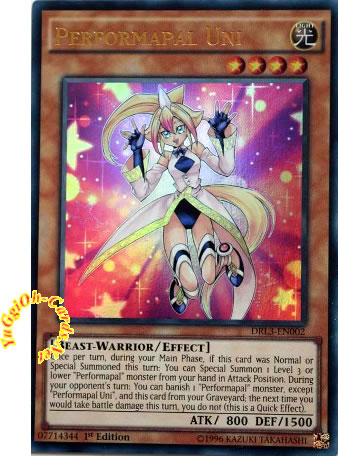 PERFORMAPAL UNI
LIGHT
光
DRL3-EN002
[BEAST-WARRIOR/EFFECT]
Once per turn, during your Main Phase, if this card was Normal or
Special Summoned this turn: You can Special Summon 1 Level 3 or
lower "Performapal" monster from your hand in Attack Position. During
your opponent's turn: You can banish 1 "Performapal" monster, except
"Performapal Uni", and this card from your Graveyard; the next time you
would take battle damage this turn, you do not (this is a Quick Effect).
ATK/ 800 DEF/1500
07714344 1st Edition
©1996 KAZUKI TAKAHASHI